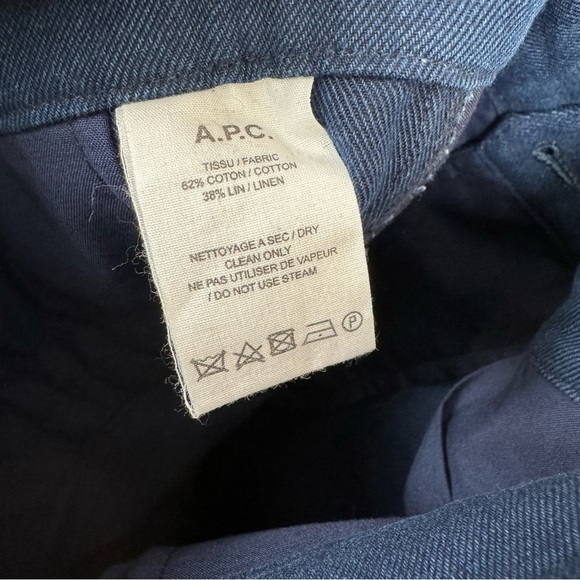 A.P.C.
TISSU / FABRIC
62% COTON / COTTON
38% LIN / LINEN
NETTOYAGE A SEC / DRY
CLEAN ONLY
NE PAS UTILISER DE VAPEUR
/ DO NOT USE STEAM
P